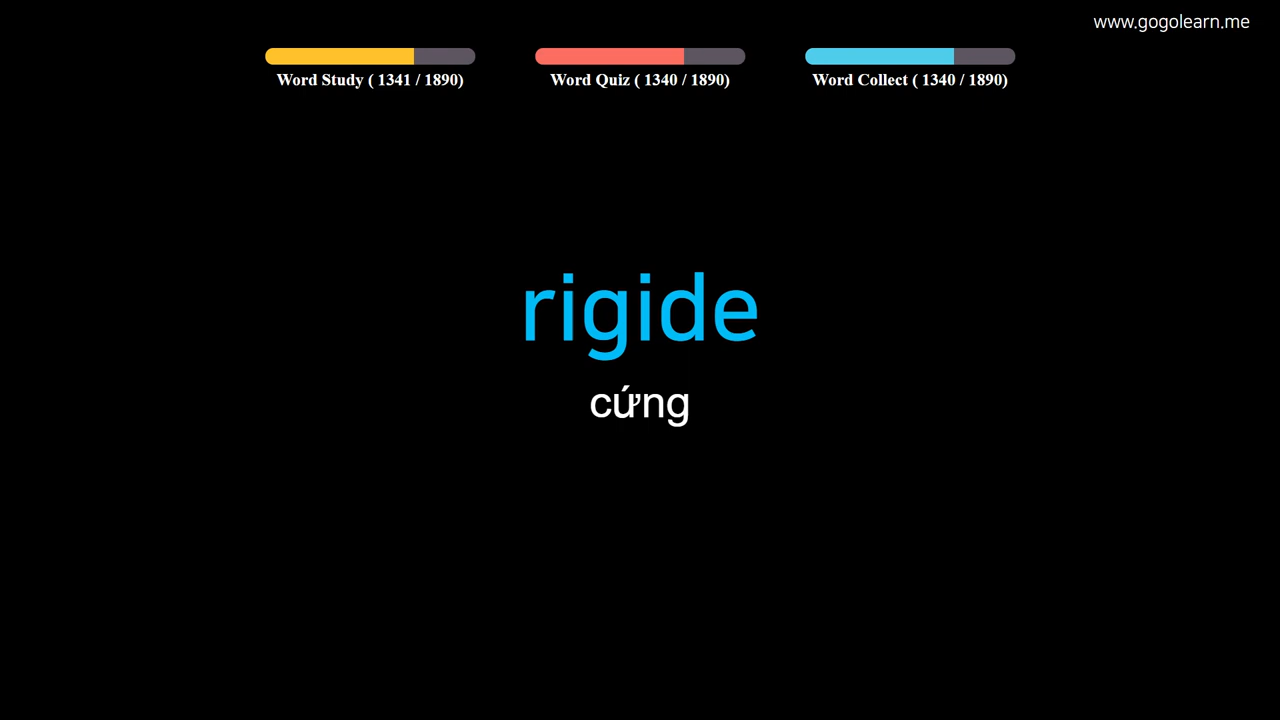 www.gogolearn.me
Word Study ( 1341 / 1890)
Word Quiz ( 1340 / 1890)
Word Collect ( 1340 / 1890)
rigide
cứng